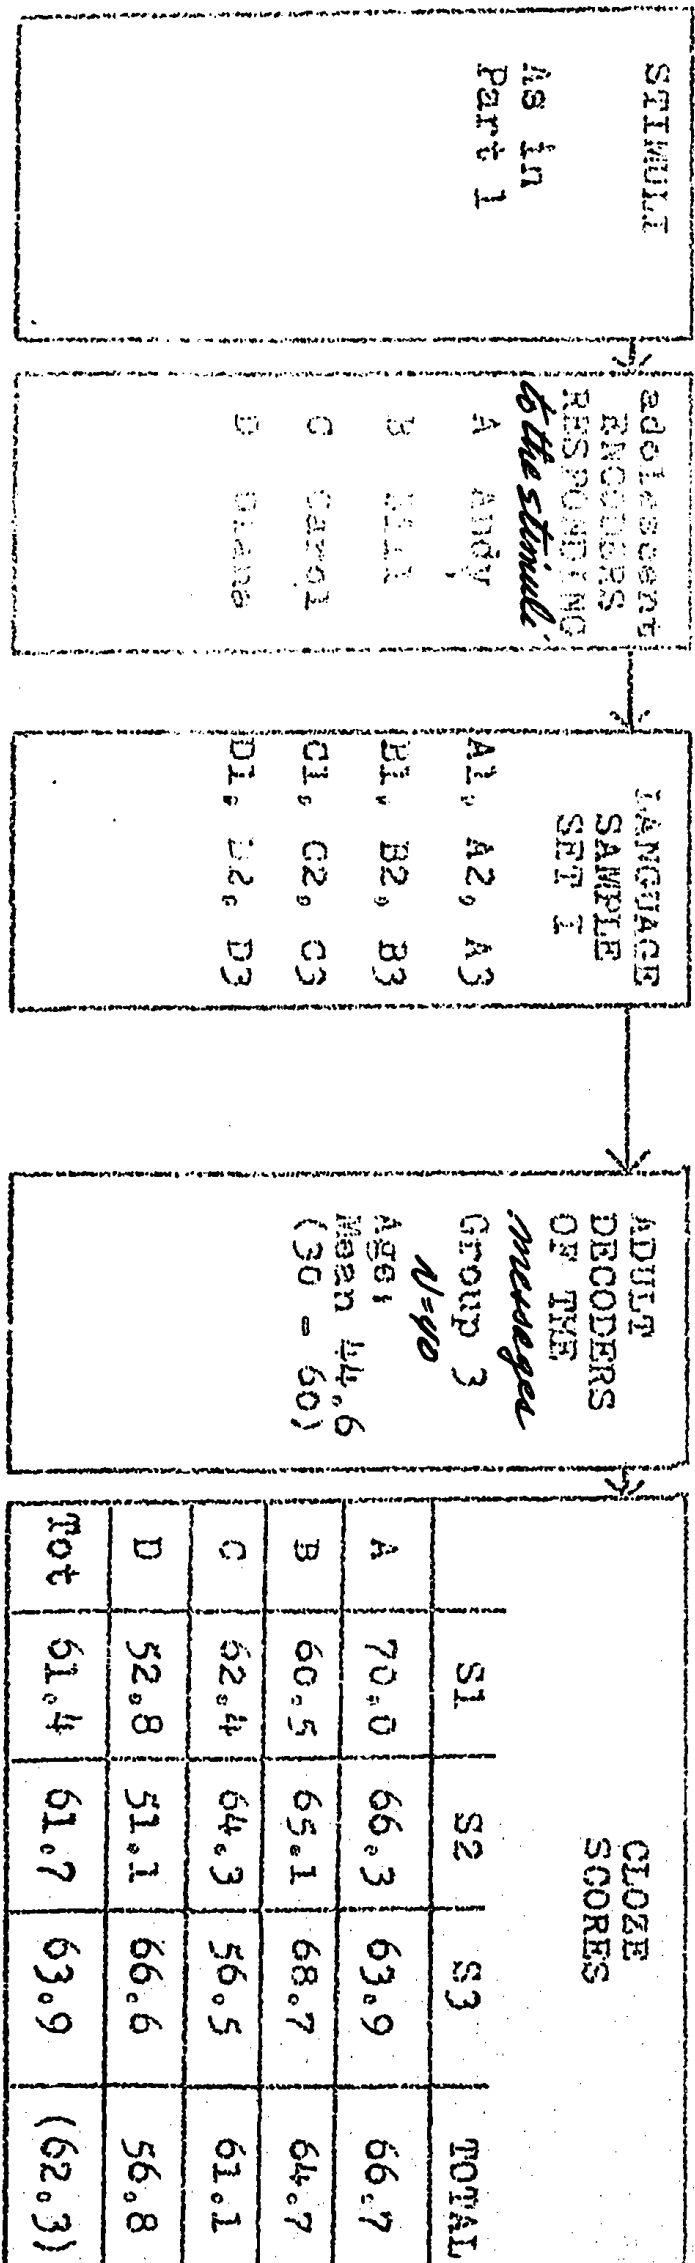 STIMULI
As in
Part 1
adolescent
ENCODERS
RESPONDING
to the stimuli
A Andy
B Bill
C Carol
D Diana
LANGUAGE
SAMPLE
SET I
A1, A2, A3
B1, B2, B3
C1, C2, C3
D1, D2, D3
ADULT
DECODERS
OF THE
messages
Group 3
N=40
Age:
Mean 44.6
(30 - 60)
CLOZE
SCORES
S1 S2 S3 TOTAL
A 70.0 66.3 63.9 66.7
B 60.5 65.1 68.7 64.7
C 62.4 64.3 56.5 61.1
D 52.8 51.1 66.6 56.8
Tot 61.4 61.7 63.9 (62.3)